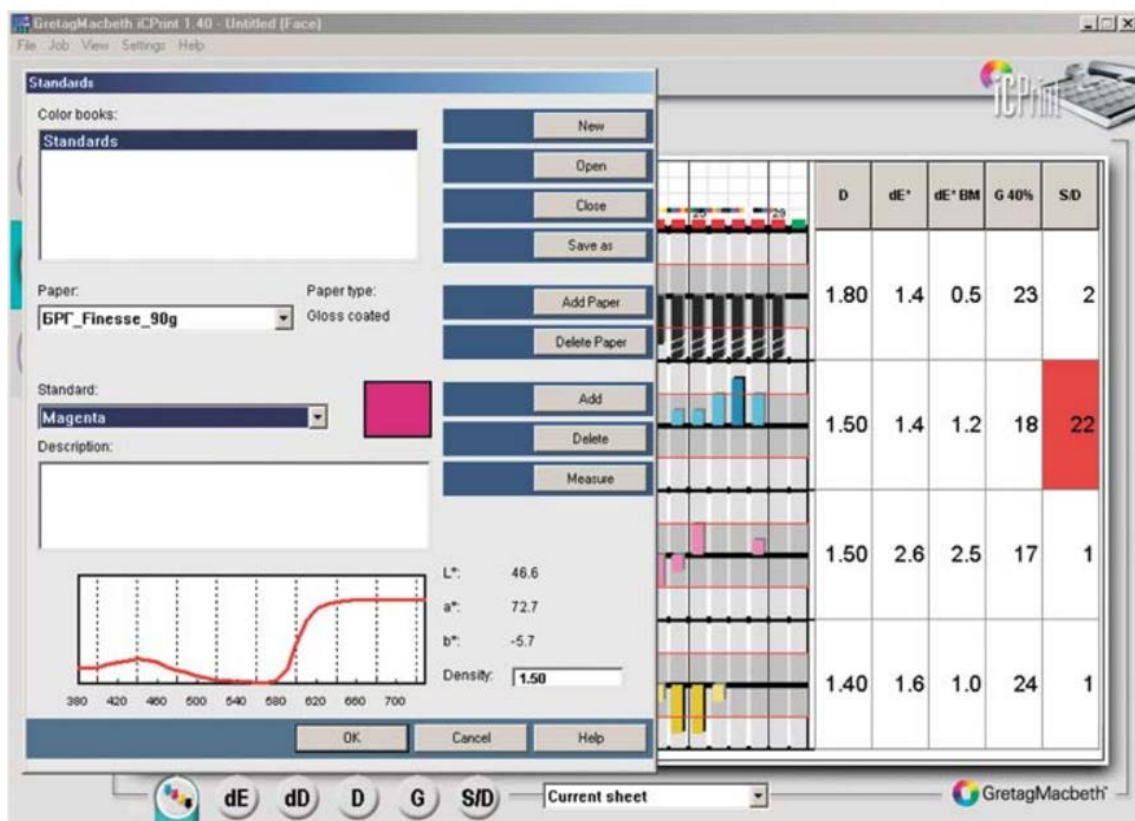 GretagMacbeth iCPrint 1.40 - Untitled (Face)
File Job View Settings Help
iCPrint
Standards
Color books:
Standards
New
Open
Close
Save as
Paper:
БРГ_Finesse_90g
Paper type:
Gloss coated
Add Paper
Delete Paper
Standard:
Magenta
Add
Delete
Measure
Description:
L*: 46.6
a*: 72.7
b*: -5.7
Density: 1.50
380 420 460 500 540 580 620 660 700
OK Cancel Help
25 29
D dE* dE* BM G 40% S/D
1.80 1.4 0.5 23 2
1.50 1.4 1.2 18 22
1.50 2.6 2.5 17 1
1.40 1.6 1.0 24 1
dE dD D G S/D Current sheet
GretagMacbeth